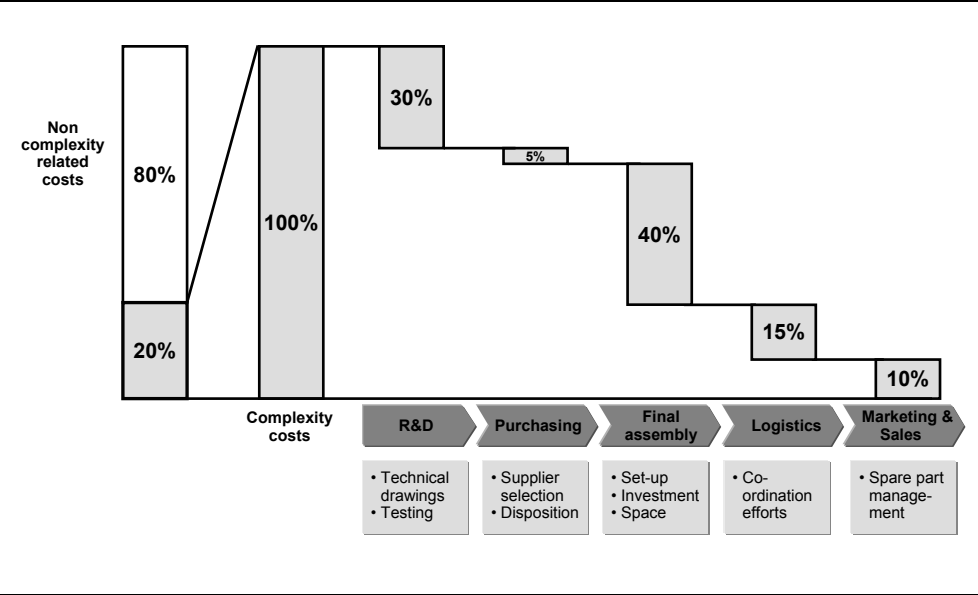 Non
complexity
related
costs
80%
20%
100%
30%
5%
40%
15%
10%
Complexity
costs
R&D
Purchasing
Final
assembly
Logistics
Marketing &
Sales
• Technical
drawings
• Testing
• Supplier
selection
• Disposition
• Set-up
• Investment
• Space
• Co-
ordination
efforts
• Spare part
manage-
ment